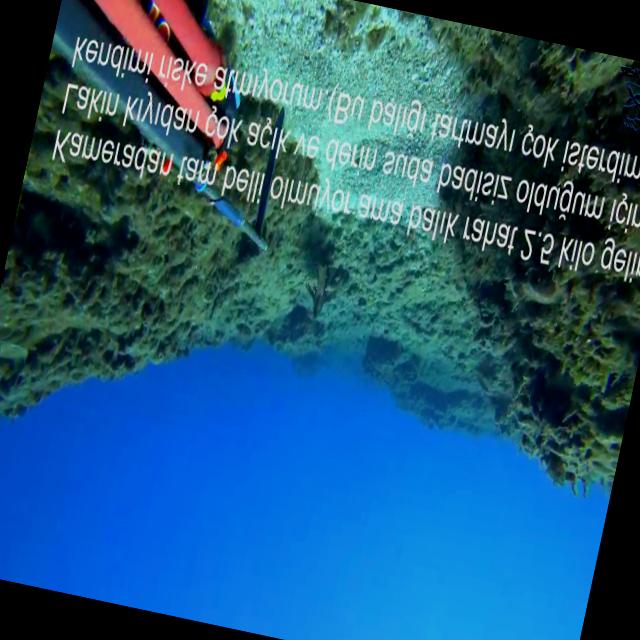 Kameradan tam belli olmuyor ama balık rahat 2.5 kilo gelir
Lakin kıyıdan çok açık ve derin suda badisiz olduğum için
Kendimi riske atmıyorum (Bu balığı tartmayı çok isterdim